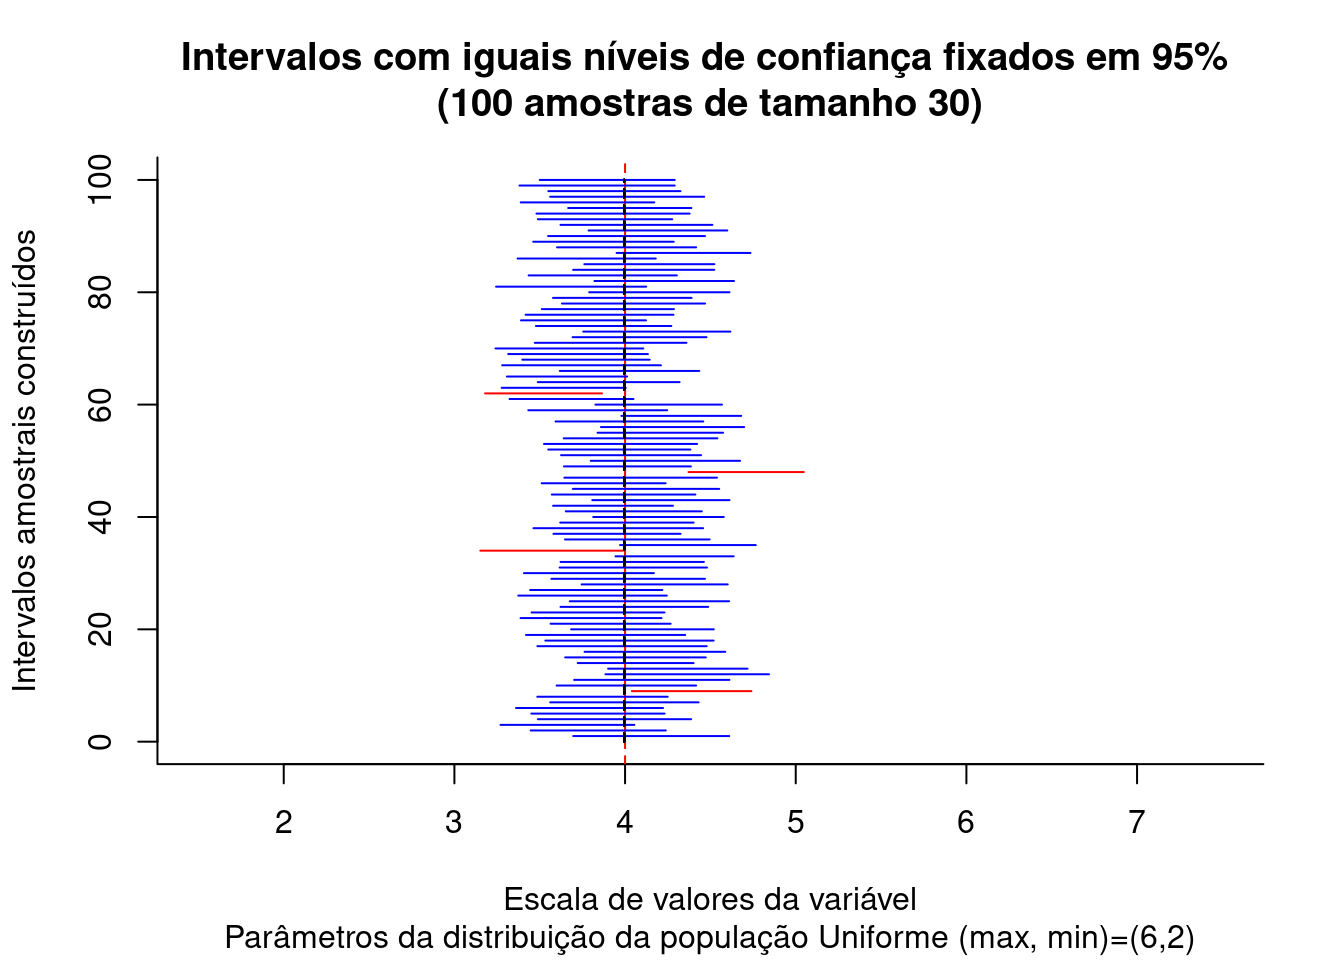 Intervalos com iguais níveis de confiança fixados em 95%
(100 amostras de tamanho 30)
Intervalos amostrais construídos
100
80
60
40
20
0
2 3 4 5 6 7
Escala de valores da variável
Parâmetros da distribuição da população Uniforme (max, min)=(6,2)